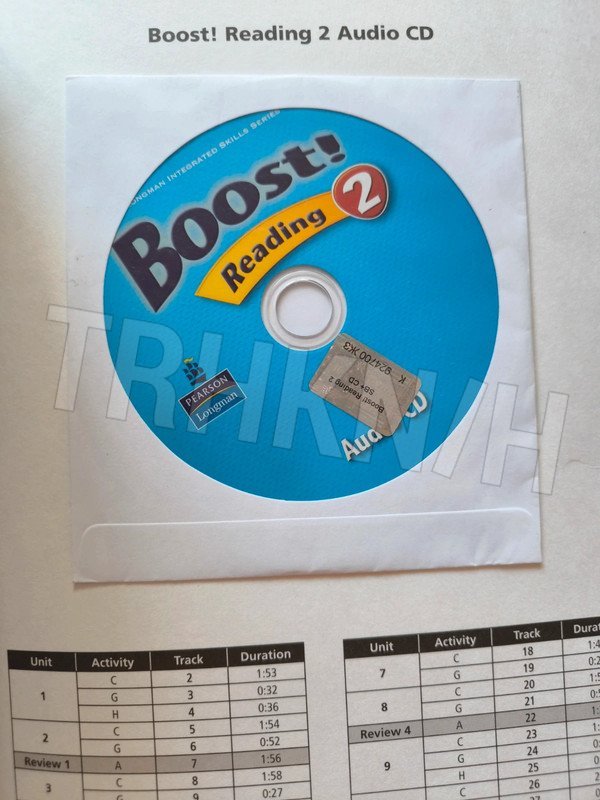 Boost! Reading 2 Audio CD
LONGMAN INTEGRATED SKILLS SERIES
Boost!
Reading 2
PEARSON
Longman
K 924700 Ж3
Boost! Reading 2
SB+ CD
CD
TRHKNH
Unit Activity Track Duration
1 C 2 1:53
G 3 0:32
H 4 0:36
2 C 5 1:54
G 6 0:52
Review 1 A 7 1:56
3 C 8 1:58
G 9 0:27
Unit Activity Track
7 C 18
G 19
8 C 20
G 21
Review 4 A 22
9 C 23
G 24
H 25
C 26